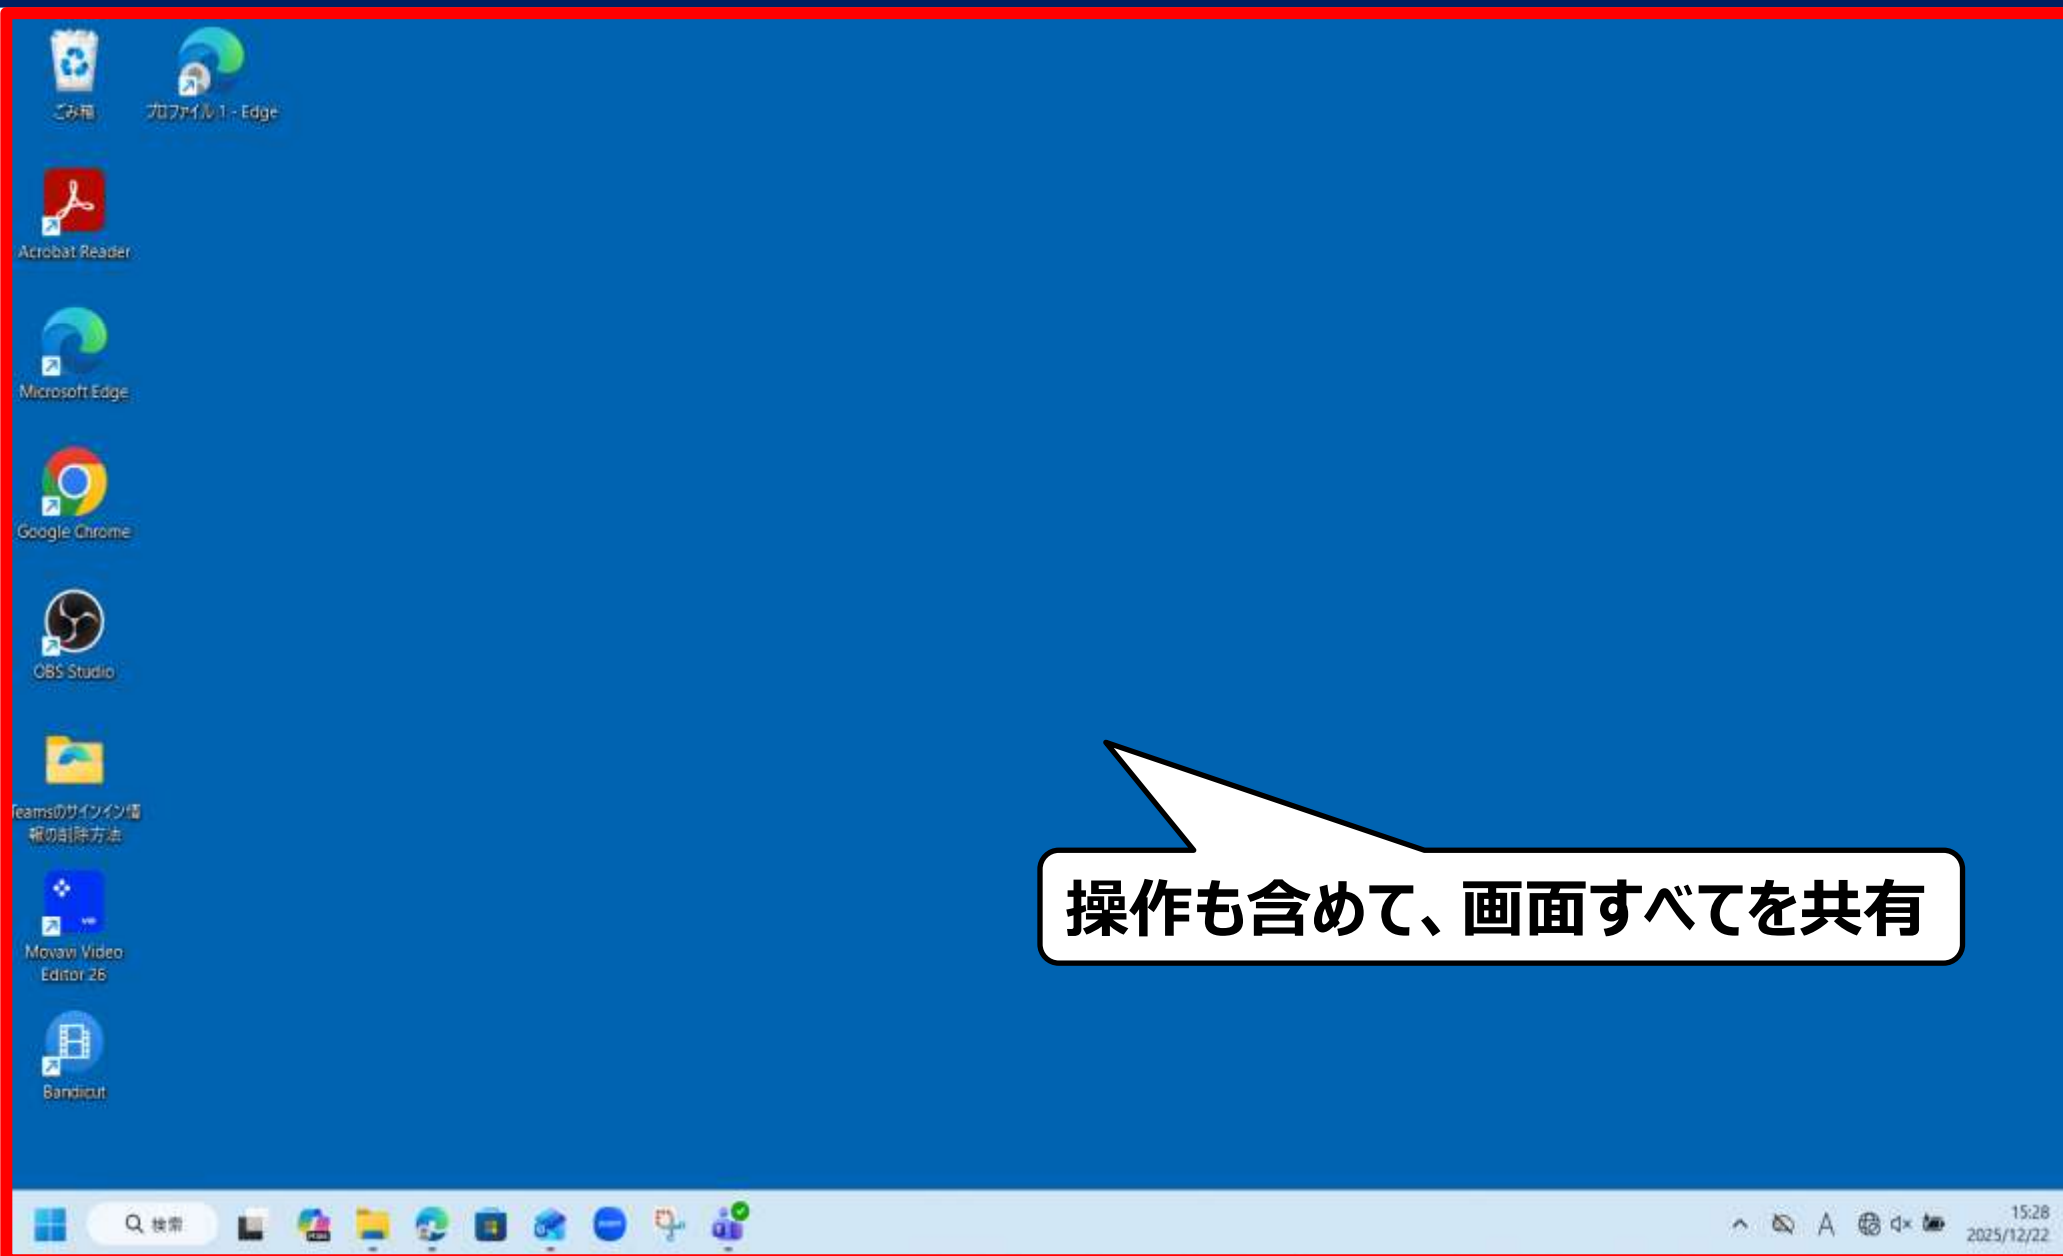 ごみ箱
プロファイル 1 - Edge
Acrobat Reader
Microsoft Edge
Google Chrome
OBS Studio
Teamsのサインイン情
報の削除方法
Movavi Video
Editor 26
Bandicut
操作も含めて、画面すべてを共有
検索
A
15:28
2025/12/22